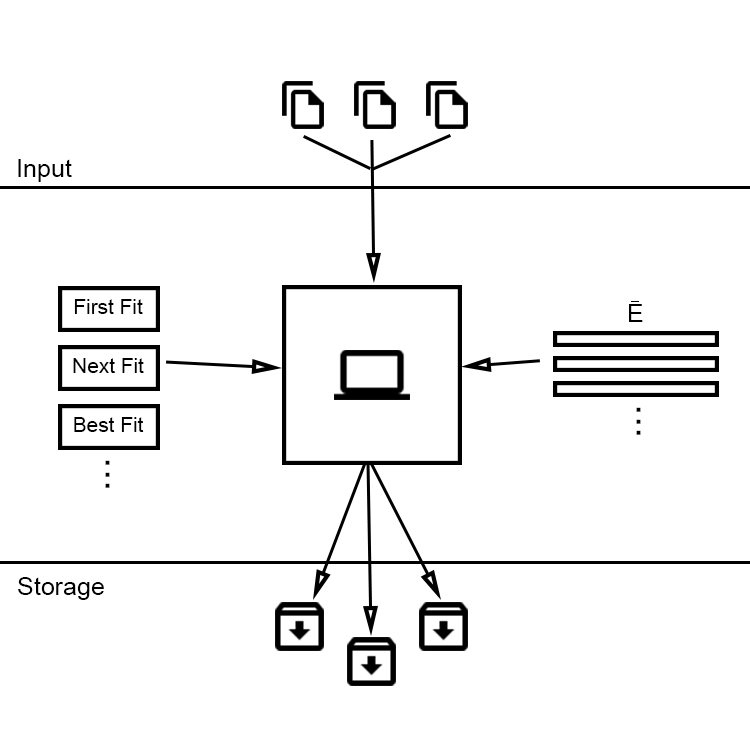 Input
First Fit
Ē
Next Fit
Best Fit
Storage